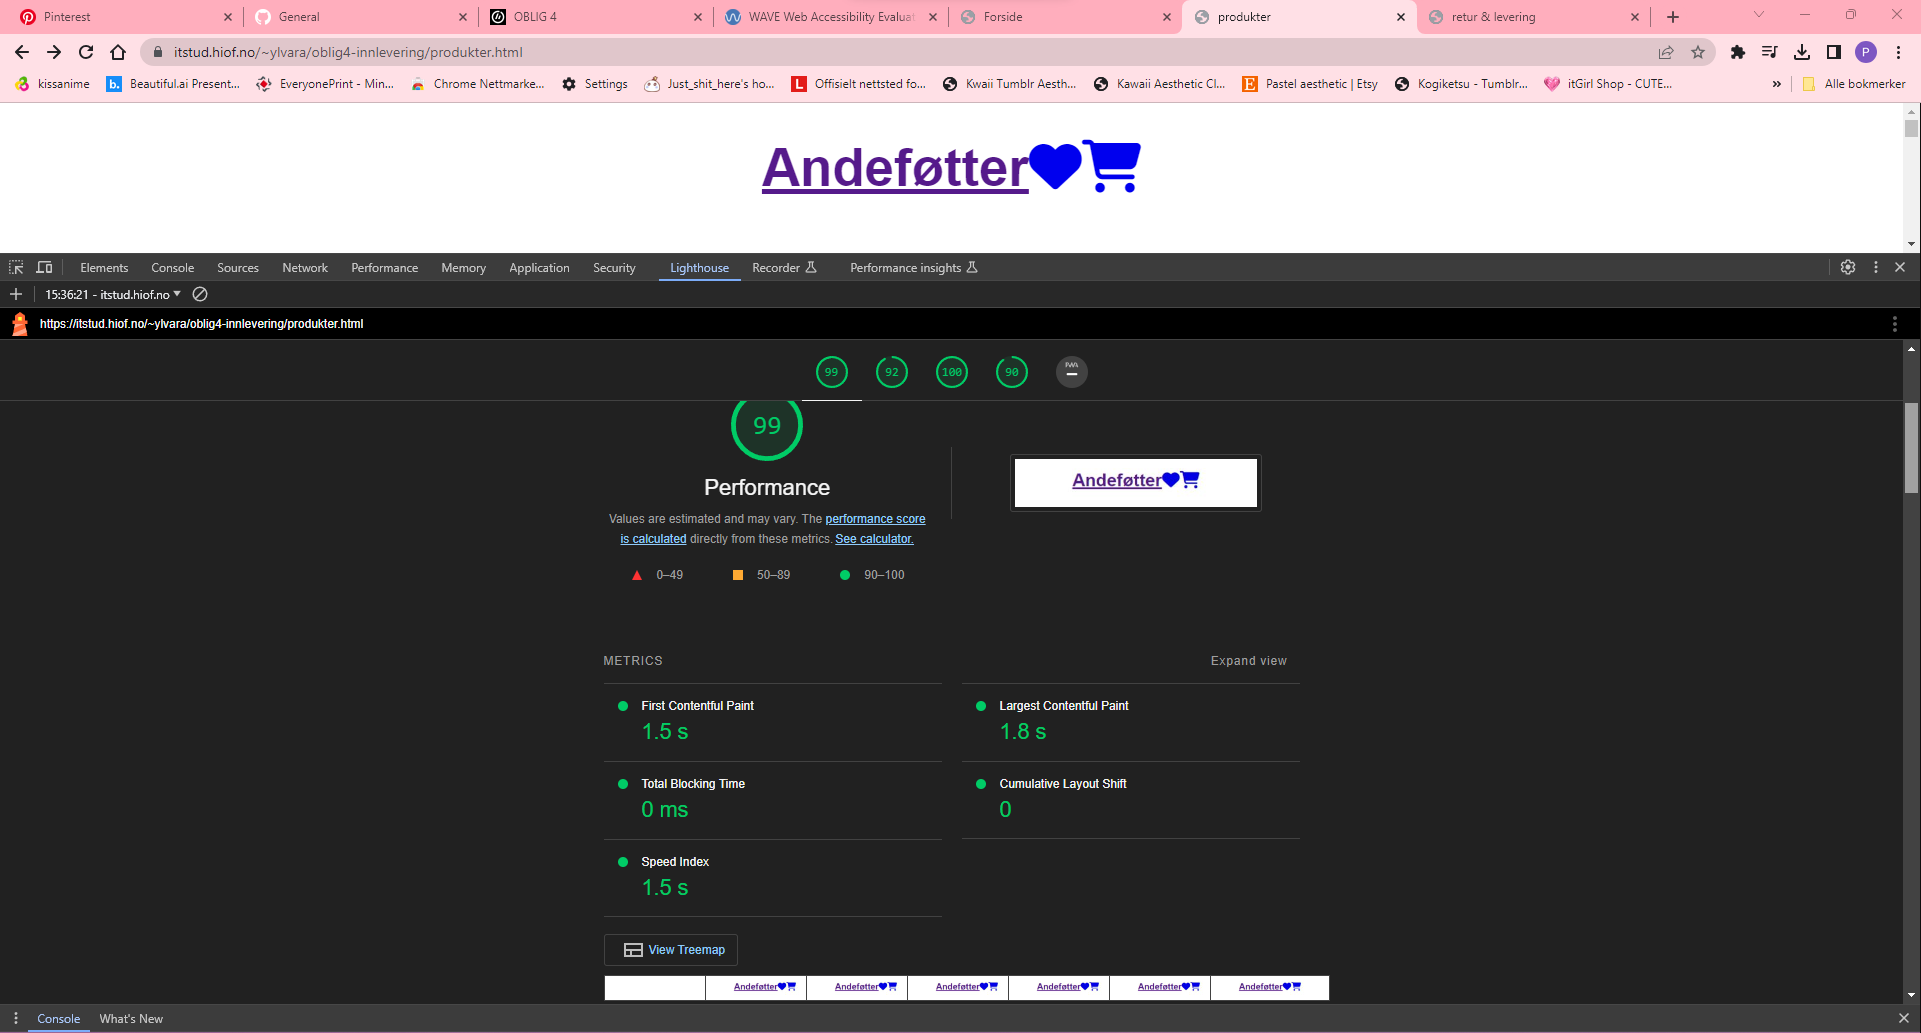 Pinterest
General
OBLIG 4
WAVE Web Accessibility Evaluat
Forside
produkter
retur & levering
itstud.hiof.no/~ylvara/oblig4-innlevering/produkter.html
P
kissanime
b. Beautiful.ai Present...
EveryonePrint - Min...
Chrome Nettmarke...
Settings
Just_shit_here's ho...
L Offisielt nettsted fo...
Kwaii Tumblr Aesth...
Kawaii Aesthetic Cl...
E Pastel aesthetic | Etsy
Kogiketsu - Tumblr...
itGirl Shop - CUTE...
» Alle bokmerker
Andeføtter
Elements Console Sources Network Performance Memory Application Security Lighthouse Recorder Performance insights
15:36:21 - itstud.hiof.no
https://itstud.hiof.no/~ylvara/oblig4-innlevering/produkter.html
99 92 100 90 PWA
99
Andeføtter
Performance
Values are estimated and may vary. The performance score
is calculated directly from these metrics. See calculator.
0–49 50–89 90–100
METRICS Expand view
First Contentful Paint
1.5 s
Largest Contentful Paint
1.8 s
Total Blocking Time
0 ms
Cumulative Layout Shift
0
Speed Index
1.5 s
View Treemap
Andeføtter Andeføtter Andeføtter Andeføtter Andeføtter Andeføtter
Console What's New